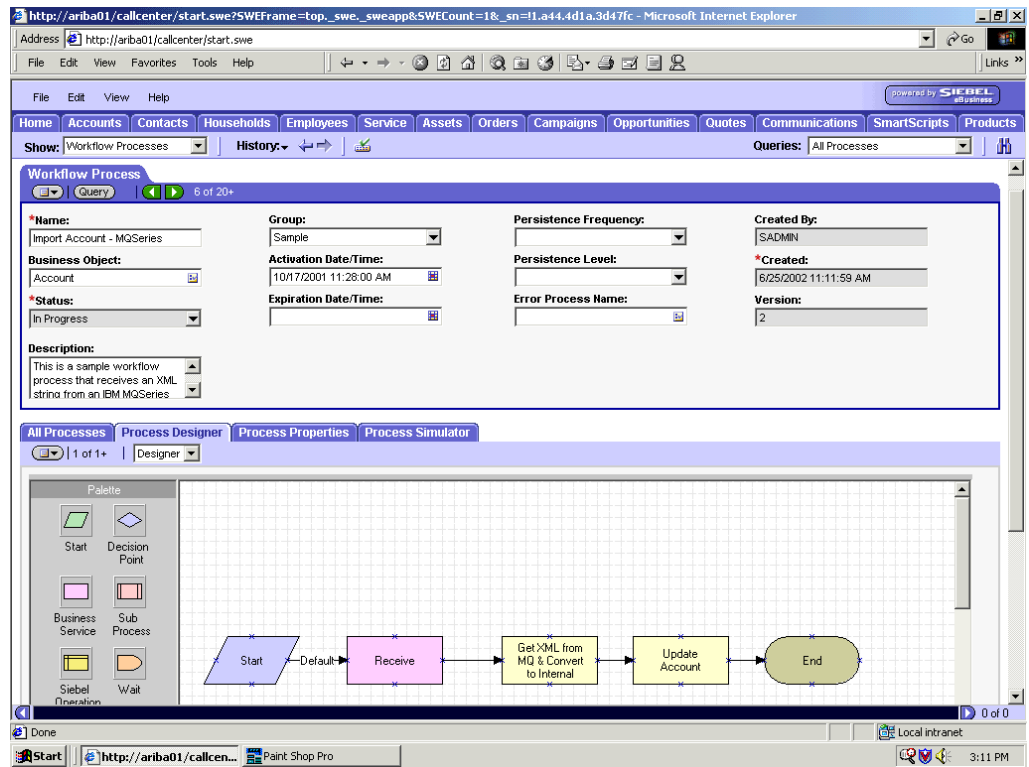 http://ariba01/callcenter/start.swe?SWEFrame=top._swe._sweapp&SWECount=1&_sn=!1.a44.4d1a.3d47fc - Microsoft Internet Explorer
Address http://ariba01/callcenter/start.swe Go
File Edit View Favorites Tools Help Links »
File Edit View Help powered by SIEBEL eBusiness
Home Accounts Contacts Households Employees Service Assets Orders Campaigns Opportunities Quotes Communications SmartScripts Products
Show: Workflow Processes History: Queries: All Processes
Workflow Process
Query 6 of 20+
*Name: Group: Persistence Frequency: Created By:
Import Account - MQSeries Sample SADMIN
Business Object: Activation Date/Time: Persistence Level: *Created:
Account 10/17/2001 11:28:00 AM 6/25/2002 11:11:59 AM
*Status: Expiration Date/Time: Error Process Name: Version:
In Progress 2
Description:
This is a sample workflow
process that receives an XML
string from an IBM MQSeries
All Processes Process Designer Process Properties Process Simulator
1 of 1+ Designer
Palette
Start Decision
Point
Business Sub
Service Process
Siebel Wait
Operation
Start Default Receive
Get XML from
MQ & Convert
to Internal
Update
Account
End
0 of 0
Done Local intranet
Start http://ariba01/callcen... Paint Shop Pro 3:11 PM